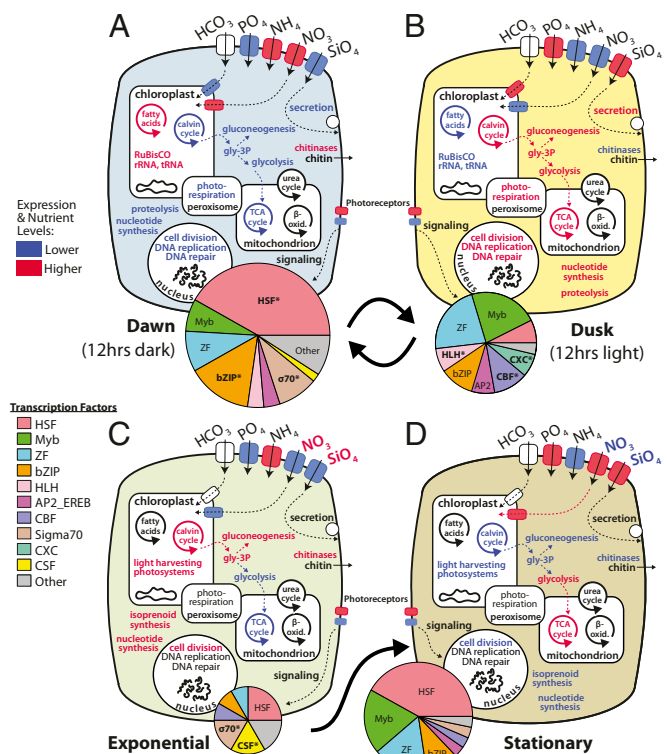 A
HCO3 PO4 NH4 NO3 SiO4
chloroplast
fatty acids
calvin cycle
gluconeogenesis
gly-3P
glycolysis
secretion
chitinases
chitin
RuBisCO
rRNA, tRNA
photo-
respiration
peroxisome
urea cycle
TCA cycle
β-oxid.
mitochondrion
proteolysis
nucleotide
synthesis
cell division
DNA replication
DNA repair
nucleus
signaling
Photoreceptors
HSF*
Myb
ZF
bZIP*
σ70*
Other
Dawn
(12hrs dark)
Expression
& Nutrient
Levels:
Lower
Higher
B
HCO3 PO4 NH4 NO3 SiO4
chloroplast
fatty acids
calvin cycle
gluconeogenesis
gly-3P
glycolysis
secretion
chitinases
chitin
RuBisCO
rRNA, tRNA
photo-
respiration
peroxisome
urea cycle
TCA cycle
β-oxid.
mitochondrion
signaling
cell division
DNA replication
DNA repair
nucleus
nucleotide
synthesis
proteolysis
Myb
ZF
HLH*
bZIP
AP2
CBF*
CXC*
Dusk
(12hrs light)
Transcription Factors
HSF
Myb
ZF
bZIP
HLH
AP2_EREB
CBF
Sigma70
CXC
CSF
Other
C
HCO3 PO4 NH4 NO3 SiO4
chloroplast
fatty acids
calvin cycle
gluconeogenesis
gly-3P
glycolysis
secretion
chitinases
chitin
light harvesting
photosystems
photo-
respiration
peroxisome
urea cycle
TCA cycle
β-oxid.
mitochondrion
isoprenoid
synthesis
nucleotide
synthesis
cell division
DNA replication
DNA repair
nucleus
signaling
Photoreceptors
HSF
σ70*
CSF*
Exponential
D
HCO3 PO4 NH4 NO3 SiO4
chloroplast
fatty acids
calvin cycle
gluconeogenesis
gly-3P
glycolysis
secretion
chitinases
chitin
light harvesting
photosystems
photo-
respiration
peroxisome
urea cycle
TCA cycle
β-oxid.
mitochondrion
signaling
cell division
DNA replication
DNA repair
nucleus
isoprenoid
synthesis
nucleotide
synthesis
HSF
Myb
ZF
bZIP
Stationary